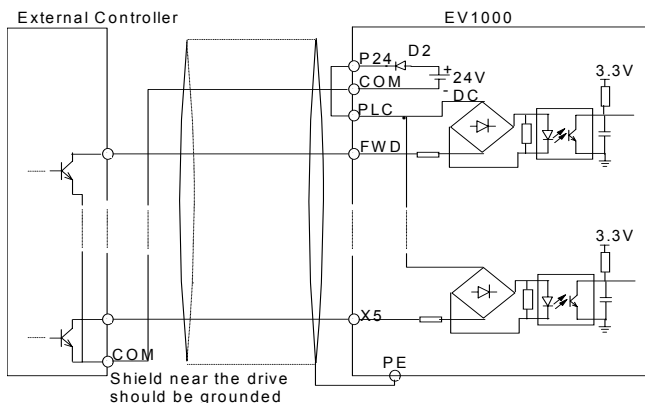 External Controller
EV1000
P24
D2
+
24V
COM
-
DC
PLC
3.3V
FWD
3.3V
X5
COM
PE
Shield near the drive
should be grounded